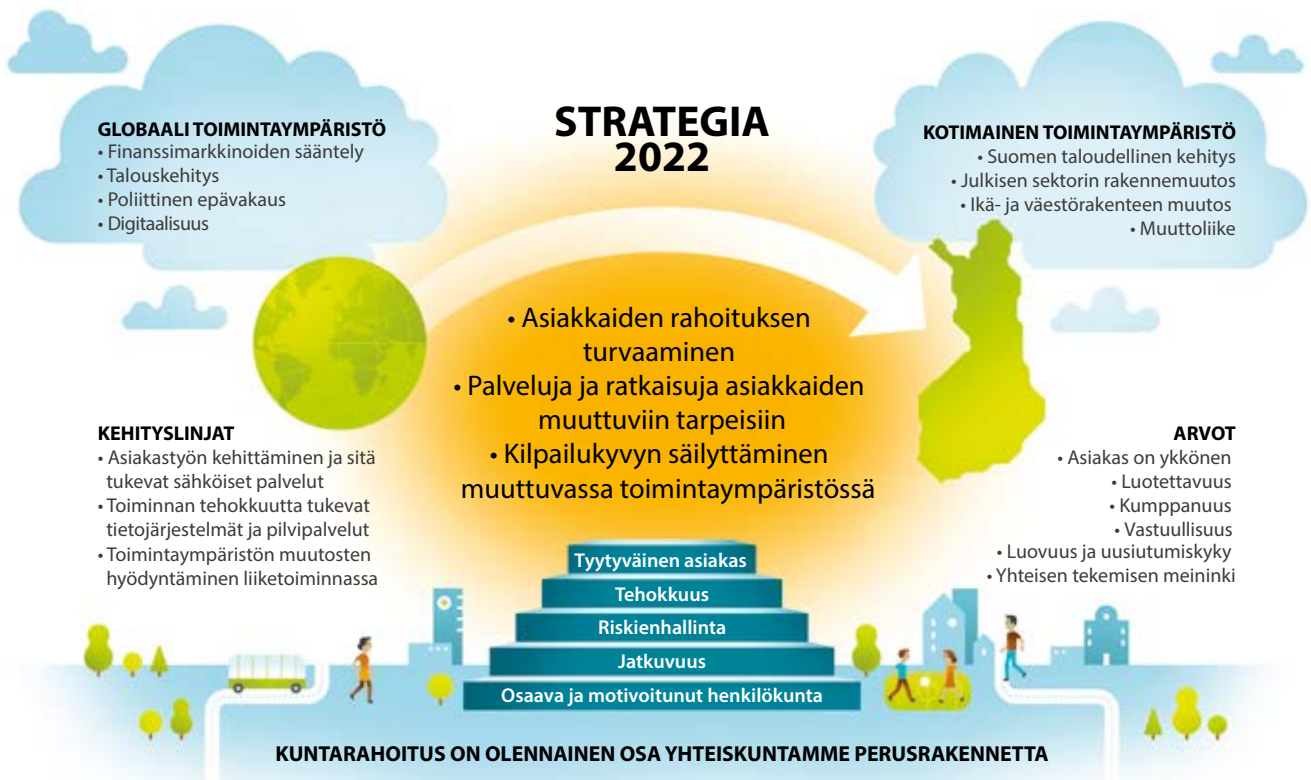 STRATEGIA
2022
GLOBAALI TOIMINTAYMPÄRISTÖ
• Finanssimarkkinoiden sääntely
• Talouskehitys
• Poliittinen epävakaus
• Digitaalisuus
KOTIMAINEN TOIMINTAYMPÄRISTÖ
• Suomen taloudellinen kehitys
• Julkisen sektorin rakennemuutos
• Ikä- ja väestörakenteen muutos
• Muuttoliike
• Asiakkaiden rahoituksen
turvaaminen
• Palveluja ja ratkaisuja asiakkaiden
muuttuviin tarpeisiin
• Kilpailukyvyn säilyttäminen
muuttuvassa toimintaympäristössä
KEHITYSLINJAT
• Asiakastyön kehittäminen ja sitä
tukevat sähköiset palvelut
• Toiminnan tehokkuutta tukevat
tietojärjestelmät ja pilvipalvelut
• Toimintaympäristön muutosten
hyödyntäminen liiketoiminnassa
ARVOT
• Asiakas on ykkönen
• Luotettavuus
• Kumppanuus
• Vastuullisuus
• Luovuus ja uusiutumiskyky
• Yhteisen tekemisen meininki
Tyytyväinen asiakas
Tehokkuus
Riskienhallinta
Jatkuvuus
Osaava ja motivoitunut henkilökunta
KUNTARAHOITUS ON OLENNAINEN OSA YHTEISKUNTAMME PERUSRAKENNETTA